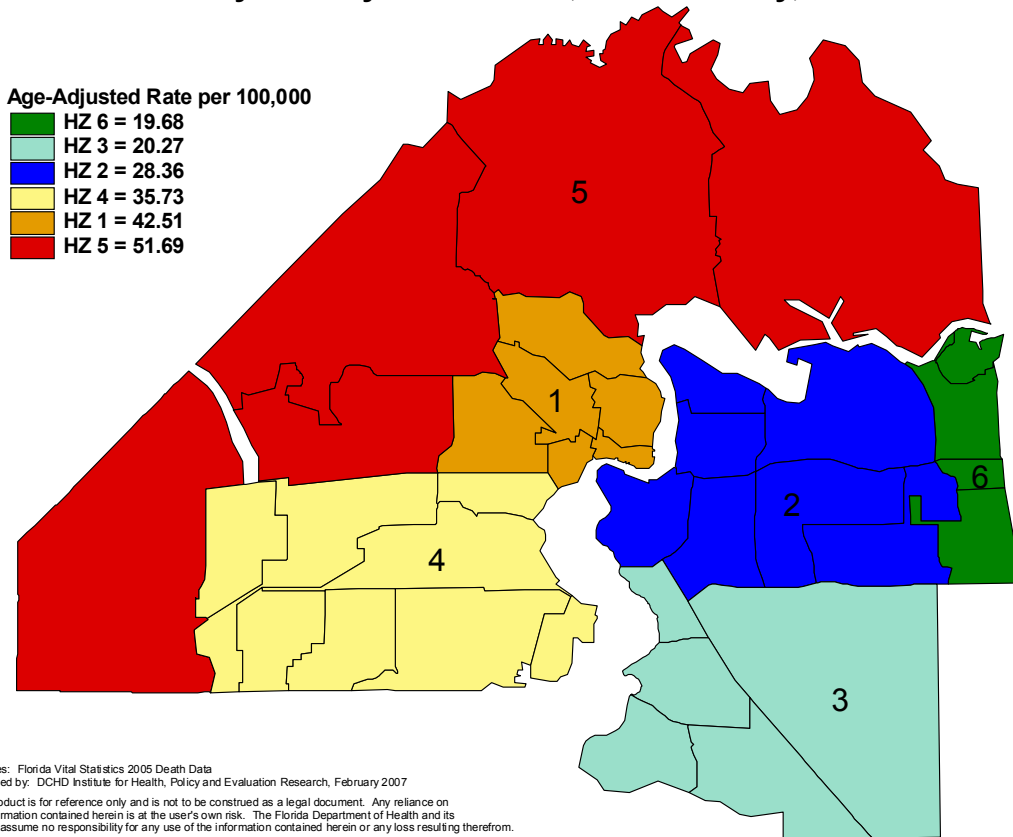 Age-Adjusted Rate per 100,000
HZ 6 = 19.68
HZ 3 = 20.27
HZ 2 = 28.36
HZ 4 = 35.73
HZ 1 = 42.51
HZ 5 = 51.69
5
1
6
2
4
3
es: Florida Vital Statistics 2005 Death Data
ed by: DCHD Institute for Health, Policy and Evaluation Research, February 2007
oduct is for reference only and is not to be construed as a legal document. Any reliance on
rmation contained herein is at the user's own risk. The Florida Department of Health and its
assume no responsibility for any use of the information contained herein or any loss resulting therefrom.